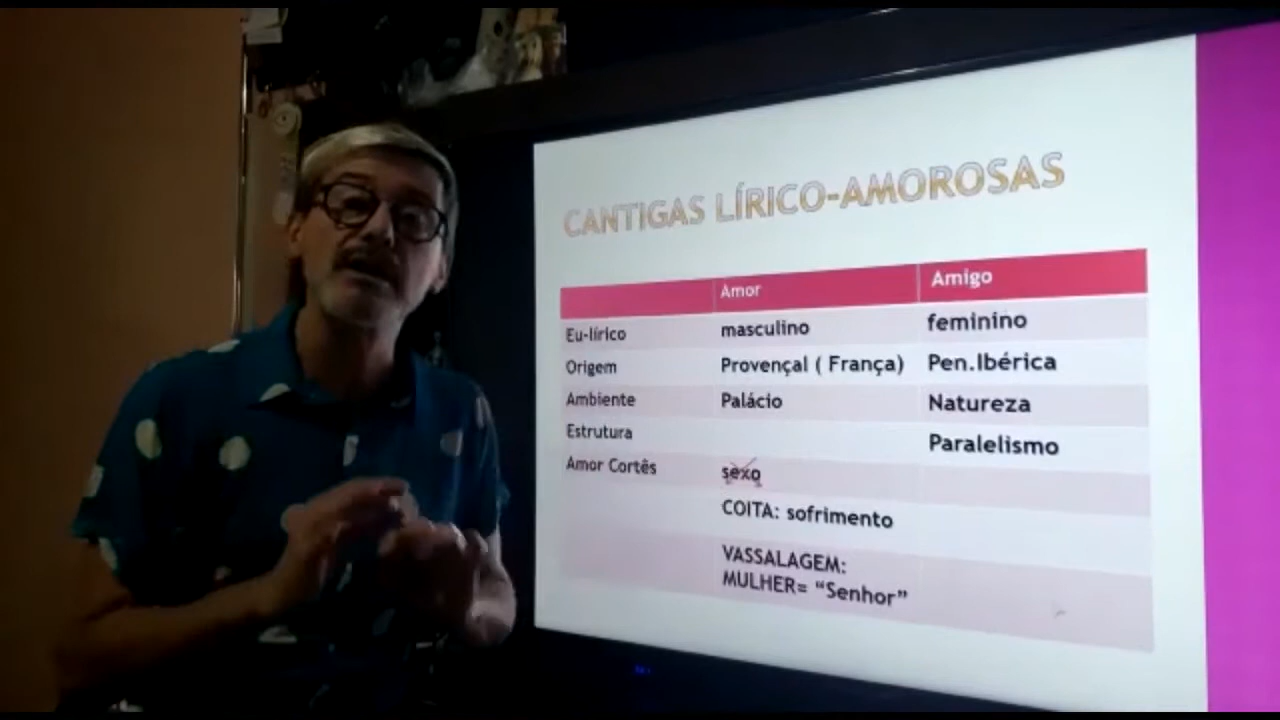 CANTIGAS LÍRICO-AMOROSAS
Amor Amigo
Eu-lírico masculino feminino
Origem Provençal ( França) Pen.Ibérica
Ambiente Palácio Natureza
Estrutura Paralelismo
Amor Cortês sexo
COITA: sofrimento
VASSALAGEM:
MULHER= “Senhor”